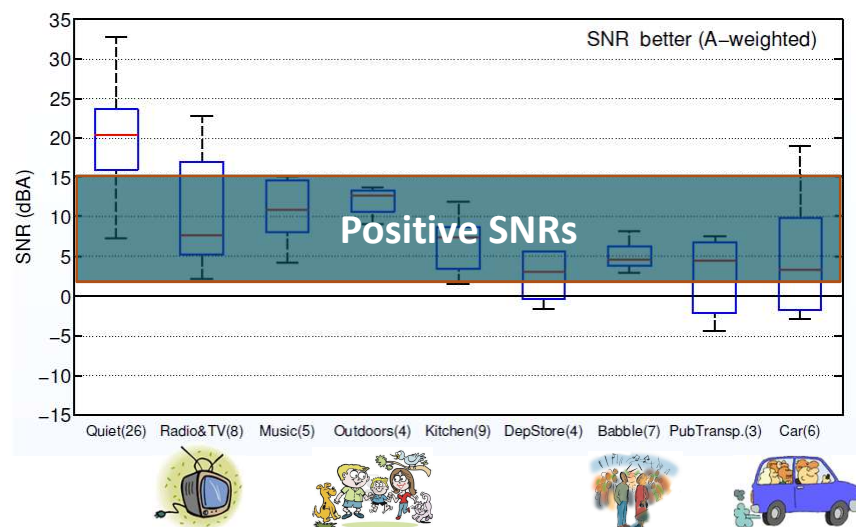 SNR better (A-weighted)
35
30
25
20
15
10
5
0
-5
-10
-15
SNR (dBA)
Positive SNRs
Quiet(26) Radio&TV(8) Music(5) Outdoors(4) Kitchen(9) DepStore(4) Babble(7) PubTransp.(3) Car(6)